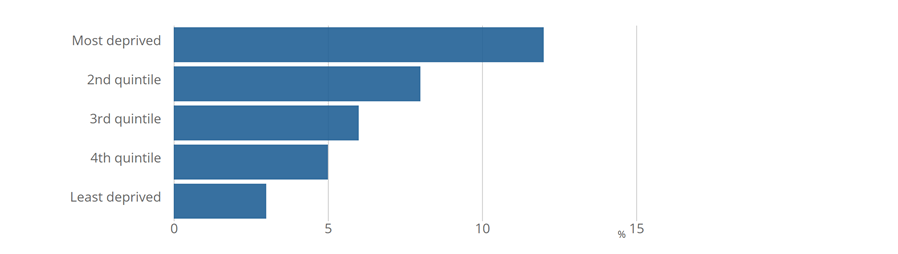 Most deprived
2nd quintile
3rd quintile
4th quintile
Least deprived
0 5 10 15
%